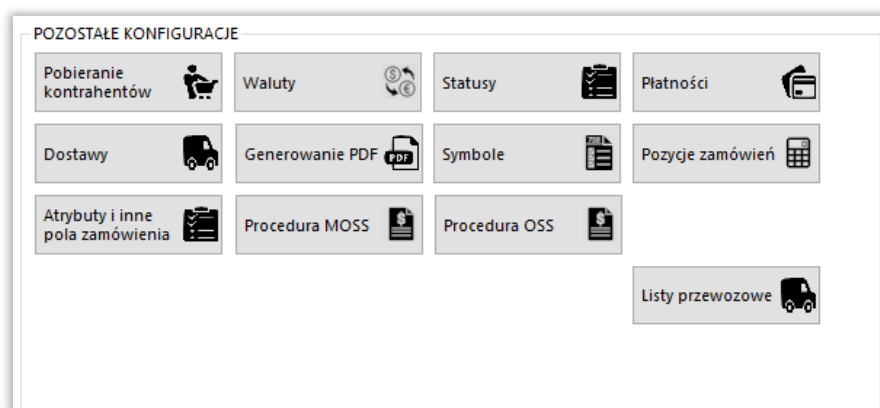 POZOSTAŁE KONFIGURACJE
Pobieranie
kontrahentów
Waluty
Statusy
Płatności
Dostawy
Generowanie PDF
PDF
Symbole
Pozycje zamówień
Atrybuty i inne
pola zamówienia
Procedura MOSS
Procedura OSS
Listy przewozowe